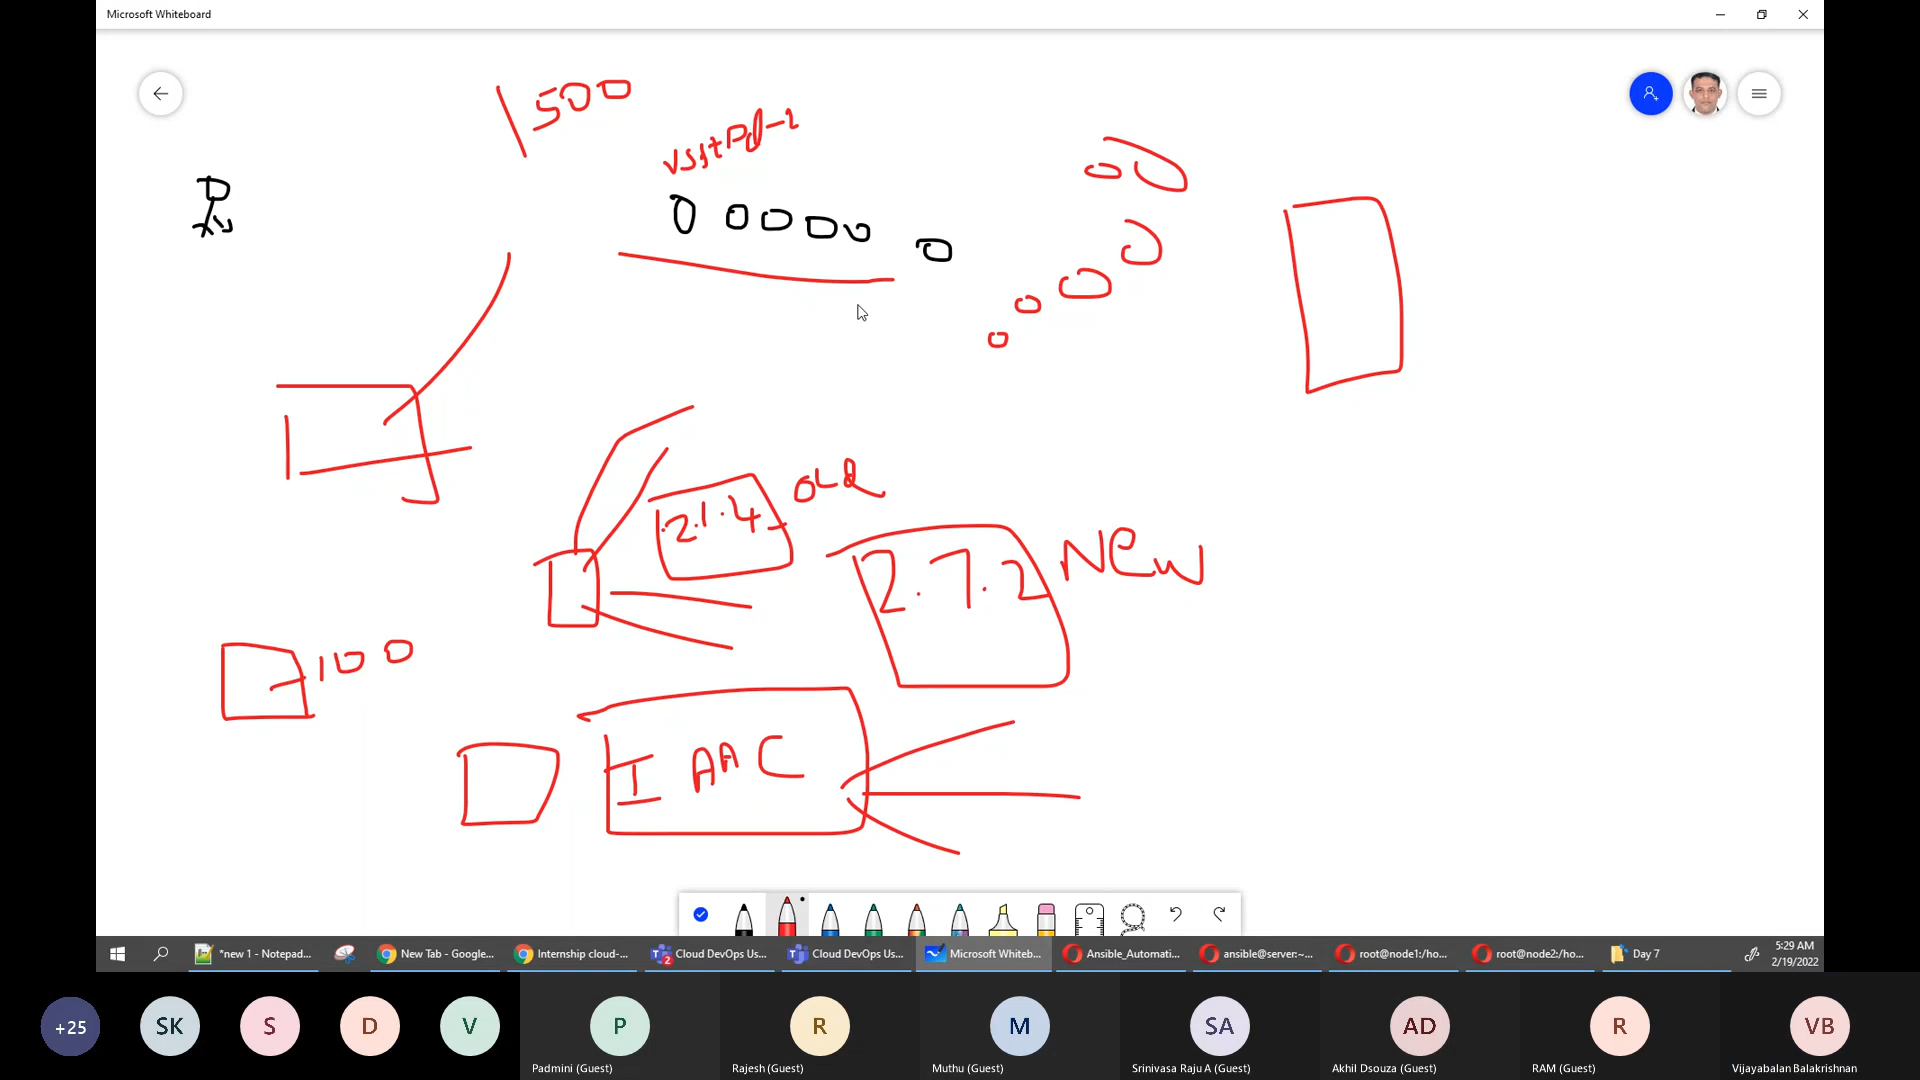 Microsoft Whiteboard
1500
vsftpd-2
OLD
2.1.4
2.7.2 New
100
IAAC
*new 1 - Notepad...
New Tab - Google...
Internship cloud-...
2
Cloud DevOps Us...
Cloud DevOps Us...
Microsoft Whiteb...
Ansible_Automati...
ansible@server:~...
root@node1:/ho...
root@node2:/ho...
Day 7
5:29 AM
2/19/2022
+25
SK
S
D
V
P
R
M
SA
AD
R
VB
Padmini (Guest)
Rajesh (Guest)
Muthu (Guest)
Srinivasa Raju A (Guest)
Akhil Dsouza (Guest)
RAM (Guest)
Vijayabalan Balakrishnan